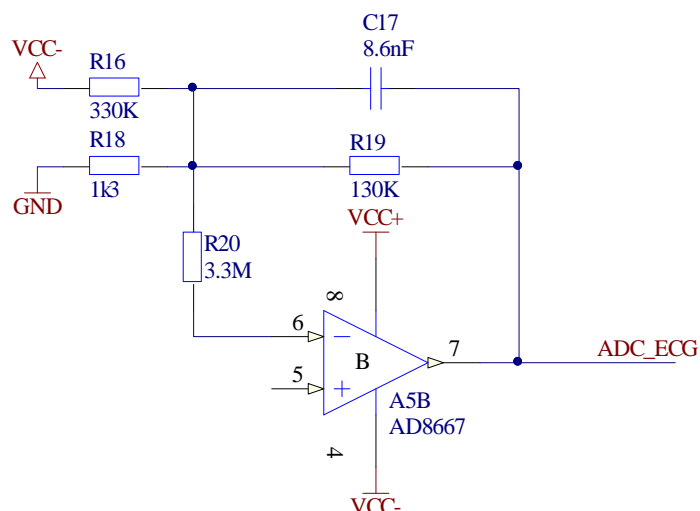 C17
8.6nF
VCC-
R16
330K
R18
1k3
GND
R19
130K
R20
3.3M
VCC+
8
6
5
B
7
ADC_ECG
A5B
AD8667
4
VCC-